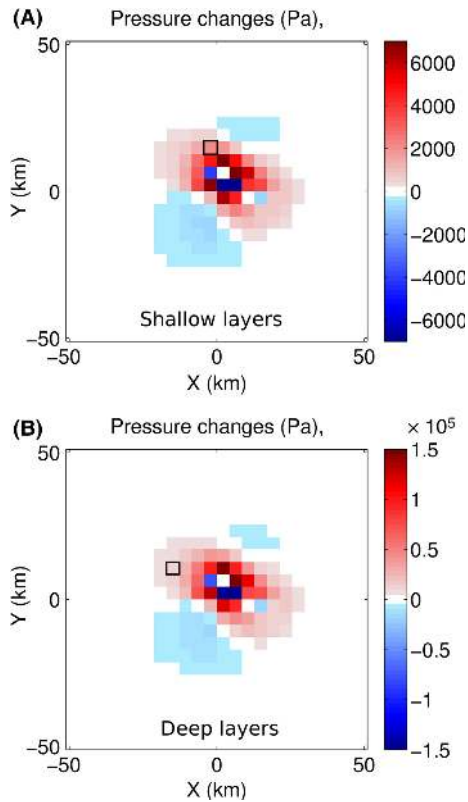 (A) Pressure changes (Pa),
50
0
−50
Y (km)
6000
4000
2000
0
−2000
−4000
−6000
Shallow layers
−50 0 50
X (km)
(B) Pressure changes (Pa),
× 10⁵
50
0
−50
Y (km)
1.5
1
0.5
0
−0.5
−1
−1.5
Deep layers
−50 0 50
X (km)